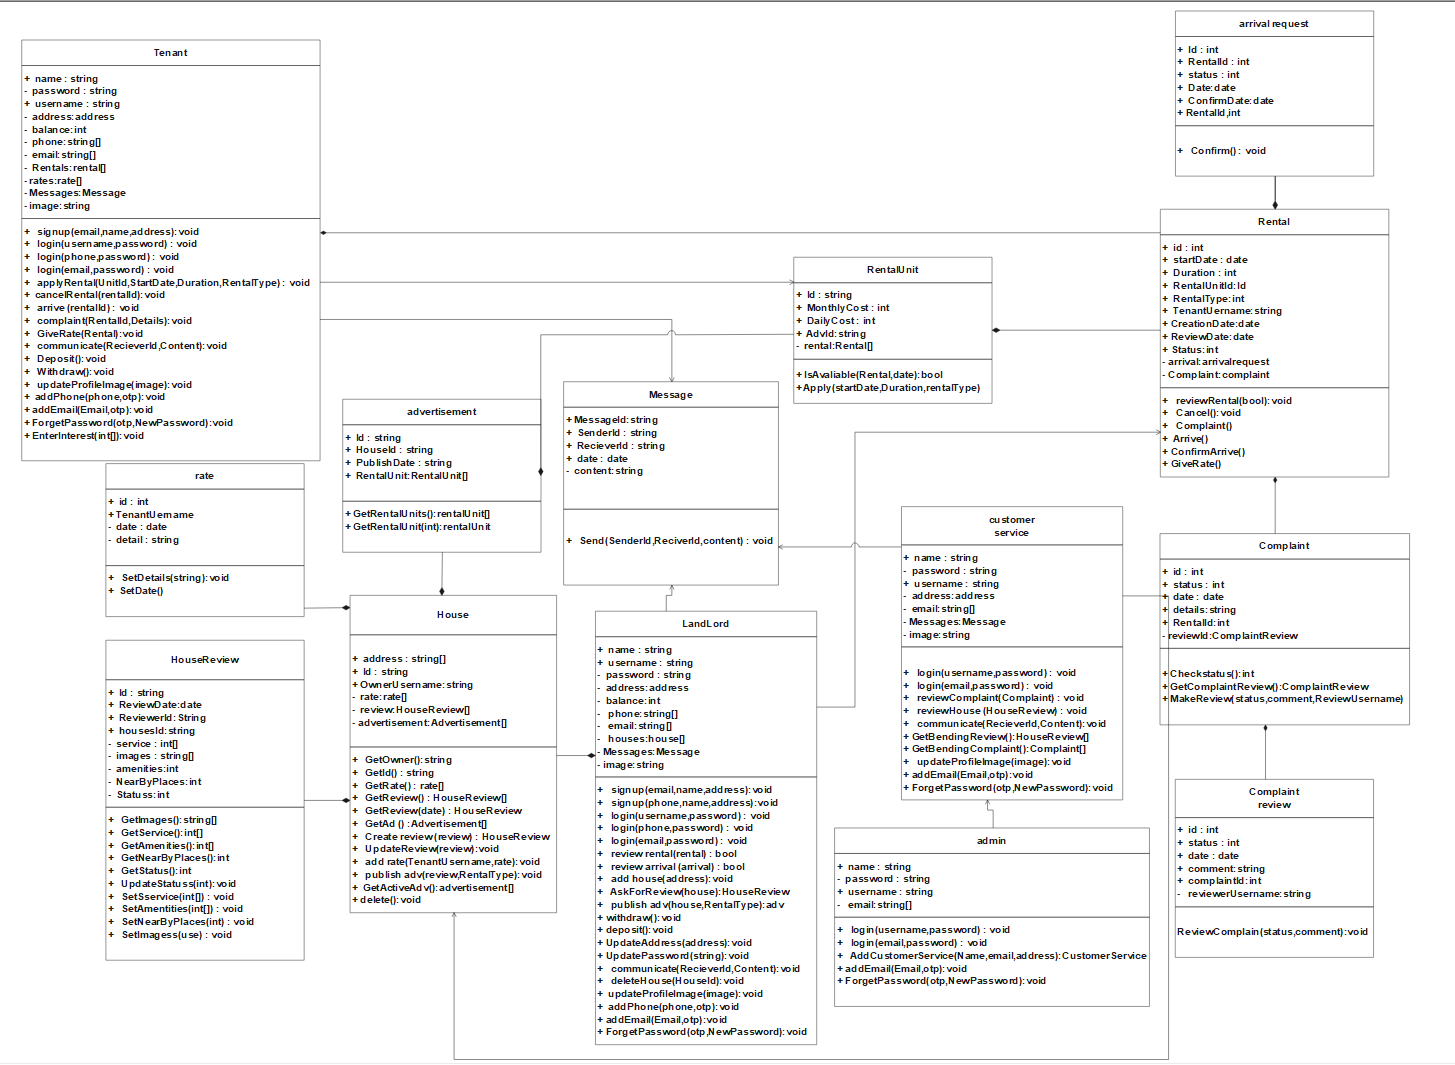 Tenant
+ name : string
- password : string
+ username : string
- address:address
- balance:int
- phone:string[]
- email:string[]
- Rentals:rental[]
- rates:rate[]
- Messages:Message
- image:string
+ signup(email,name,address):void
+ login(username,password) : void
+ login(phone,password) : void
+ login(email,password) : void
+ applyRental(UnitId,StartDate,Duration,RentalType) : void
+ cancelRental(rentalId):void
+ arrive (rentalId) : void
+ complaint(RentalId,Details):void
+ GiveRate(Rental):void
+ communicate(RecieverId,Content):void
+ Deposit():void
+ Withdraw():void
+ updateProfileImage(image):void
+ addPhone(phone,otp):void
+ addEmail(Email,otp):void
+ ForgetPassword(otp,NewPassword):void
+ EnterInterest(int[]):void
arrival request
+ Id : int
+ RentalId : int
+ status : int
+ Date:date
+ ConfirmDate:date
+ RentalId,int
+ Confirm() : void
Rental
+ id : int
+ startDate : date
+ Duration : int
+ RentalUnitId:Id
+ RentalType:int
+ TenantUername:string
+ CreationDate:date
+ ReviewDate:date
+ Status:int
- arrival:arrivalrequest
- Complaint:complaint
+ reviewRental(bool):void
+ Cancel():void
+ Complaint()
+ Arrive()
+ ConfirmArrive()
+ GiveRate()
RentalUnit
+ Id : string
+ MonthlyCost : int
+ DailyCost : int
+ AdvId:string
- rental:Rental[]
+ IsAvaliable(Rental,date):bool
+ Apply(startDate,Duration,rentalType)
Message
+ MessageId:string
+ SenderId : string
+ RecieverId : string
+ date : date
- content:string
+ Send(SenderId,ReciverId,content) : void
advertisement
+ Id : string
+ HouseId : string
+ PublishDate : string
+ RentalUnit:RentalUnit[]
+ GetRentalUnits():rentalUnit[]
+ GetRentalUnit(int):rentalUnit
rate
+ id : int
+ TenantUername
- date : date
- detail : string
+ SetDetails(string):void
+ SetDate()
customer
service
+ name : string
- password : string
+ username : string
- address:address
- email:string[]
- Messages:Message
- image:string
+ login(username,password) : void
+ login(email,password) : void
+ reviewComplaint(Complaint) : void
+ reviewHouse (HouseReview) : void
+ communicate(RecieverId,Content):void
+ GetBendingReview():HouseReview[]
+ GetBendingComplaint():Complaint[]
+ updateProfileImage(image):void
+ addEmail(Email,otp):void
+ ForgetPassword(otp,NewPassword):void
Complaint
+ id : int
+ status : int
+ date : date
+ details:string
+ RentalId:int
- reviewId:ComplaintReview
+ Checkstatus():int
+ GetComplaintReview():ComplaintReview
+ MakeReview(status,comment,ReviewUsername)
House
+ address : string[]
+ Id : string
+ OwnerUsername:string
- rate:rate[]
- review:HouseReview[]
- advertisement:Advertisement[]
+ GetOwner():string
+ GetId() : string
+ GetRate() : rate[]
+ GetReview() : HouseReview[]
+ GetReview(date) : HouseReview
+ GetAd () : Advertisement[]
+ Create review (review) : HouseReview
+ UpdateReview(review):void
+ add rate(TenantUsername,rate):void
+ publish adv(review,RentalType):void
+ GetActiveAdv():advertisement[]
+ delete():void
HouseReview
+ Id : string
+ ReviewDate:date
+ ReviewerId:String
+ housesId:string
- service : int[]
- images : string[]
- amenities:int
- NearByPlaces:int
- Statuss:int
+ GetImages():string[]
+ GetService():int[]
+ GetAmenities():int[]
+ GetNearByPlaces():int
+ GetStatus():int
+ UpdateStatuss(int):void
+ SetSservice(int[]) : void
+ SetAmentities(int[]) : void
+ SetNearByPlaces(int) : void
+ SetImagess(use) : void
LandLord
+ name : string
+ username : string
- password : string
- address:address
- balance:int
- phone:string[]
- email:string[]
- houses:house[]
- Messages:Message
- image:string
+ signup(email,name,address):void
+ signup(phone,name,address):void
+ login(username,password) : void
+ login(phone,password) : void
+ login(email,password) : void
+ review rental(rental) : bool
+ review arrival (arrival) : bool
+ add house(address) : void
+ AskForReview(house):HouseReview
+ publish adv(house,RentalType):adv
+ withdraw():void
+ deposit():void
+ UpdateAddress(address):void
+ UpdatePassword(string):void
+ communicate(RecieverId,Content):void
+ deleteHouse(HouseId):void
+ updateProfileImage(image):void
+ addPhone(phone,otp):void
+ addEmail(Email,otp):void
+ ForgetPassword(otp,NewPassword):void
admin
+ name : string
- password : string
+ username : string
- email:string[]
+ login(username,password) : void
+ login(email,password) : void
+ AddCustomerService(Name,email,address):CustomerService
+ addEmail(Email,otp):void
+ ForgetPassword(otp,NewPassword):void
Complaint
review
+ id : int
+ status : int
+ date : date
+ comment:string
+ complaintId:int
- reviewerUsername:string
ReviewComplain(status,comment):void